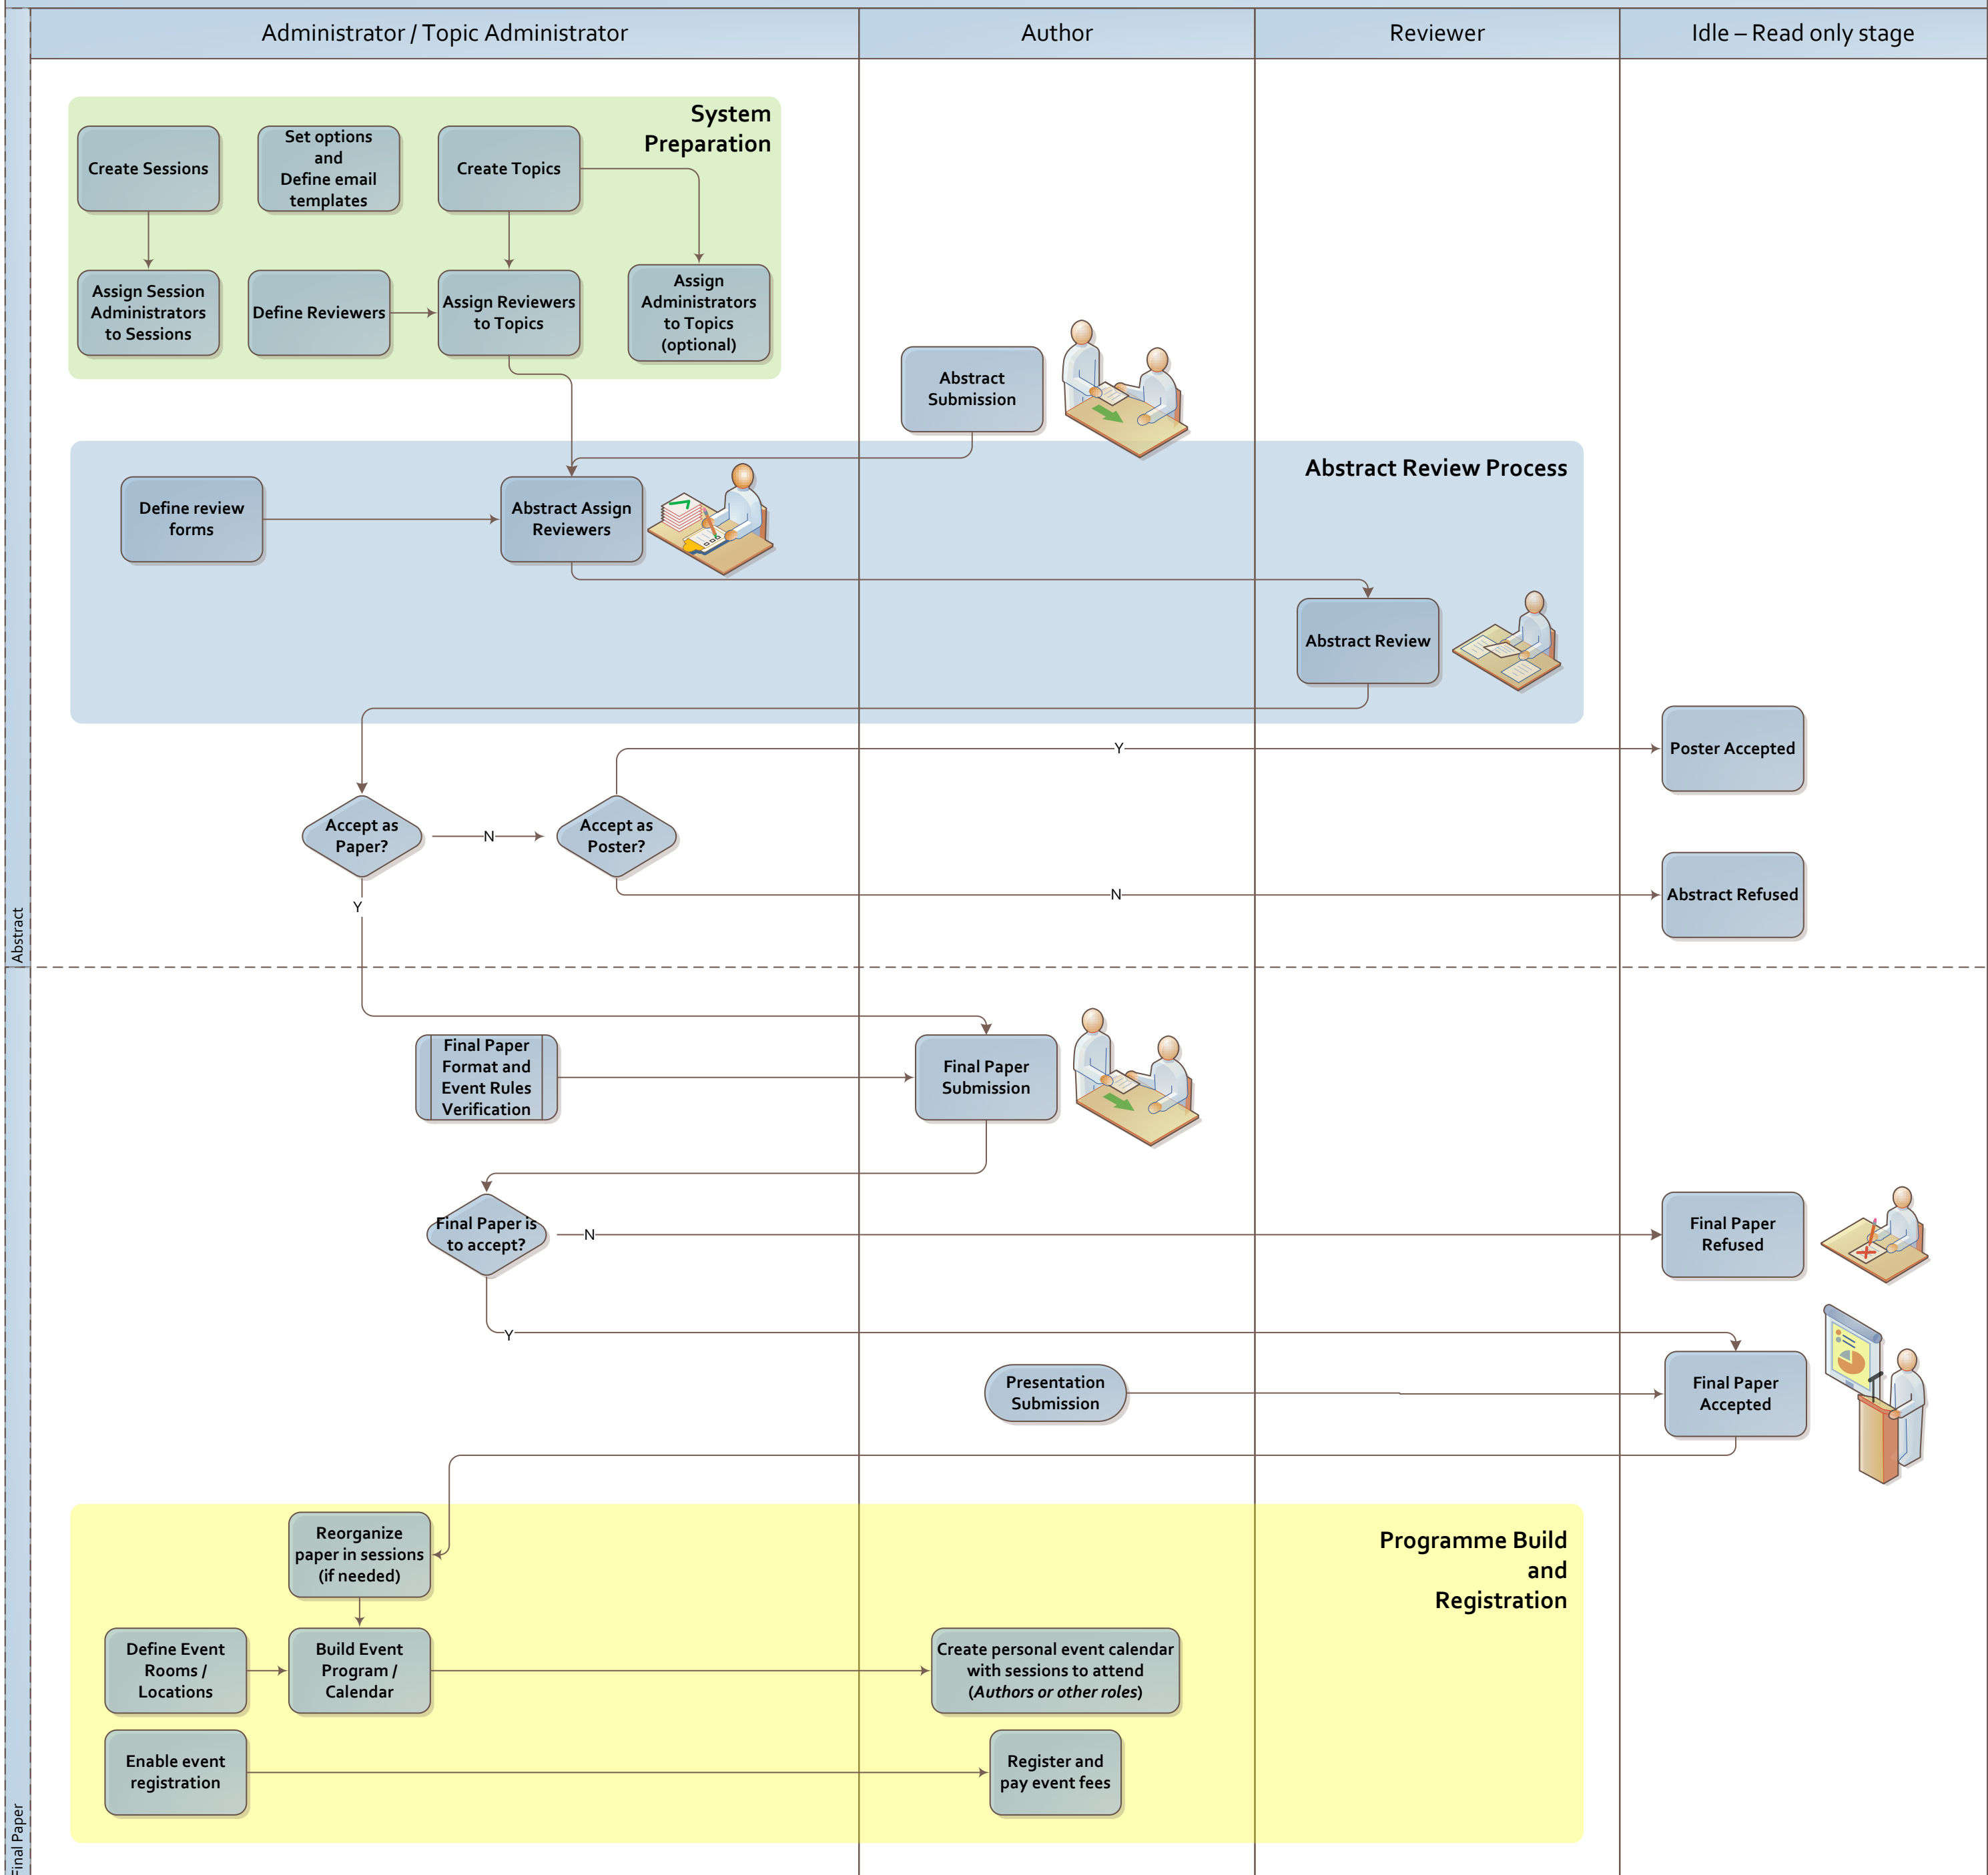 Administrator / Topic Administrator
Author
Reviewer
Idle – Read only stage
System
Preparation
Create Sessions
Set options
and
Define email
templates
Create Topics
Assign Session
Administrators
to Sessions
Define Reviewers
Assign Reviewers
to Topics
Assign
Administrators
to Topics
(optional)
Abstract
Submission
Abstract Review Process
Define review
forms
Abstract Assign
Reviewers
Abstract Review
Poster Accepted
Y
Accept as
Paper?
N
Accept as
Poster?
Abstract Refused
N
Y
Abstract
Final Paper
Format and
Event Rules
Verification
Final Paper
Submission
Final Paper is
to accept?
N
Final Paper
Refused
Y
Presentation
Submission
Final Paper
Accepted
Programme Build
and
Registration
Reorganize
paper in sessions
(if needed)
Define Event
Rooms /
Locations
Build Event
Program /
Calendar
Create personal event calendar
with sessions to attend
(Authors or other roles)
Enable event
registration
Register and
pay event fees
Final Paper